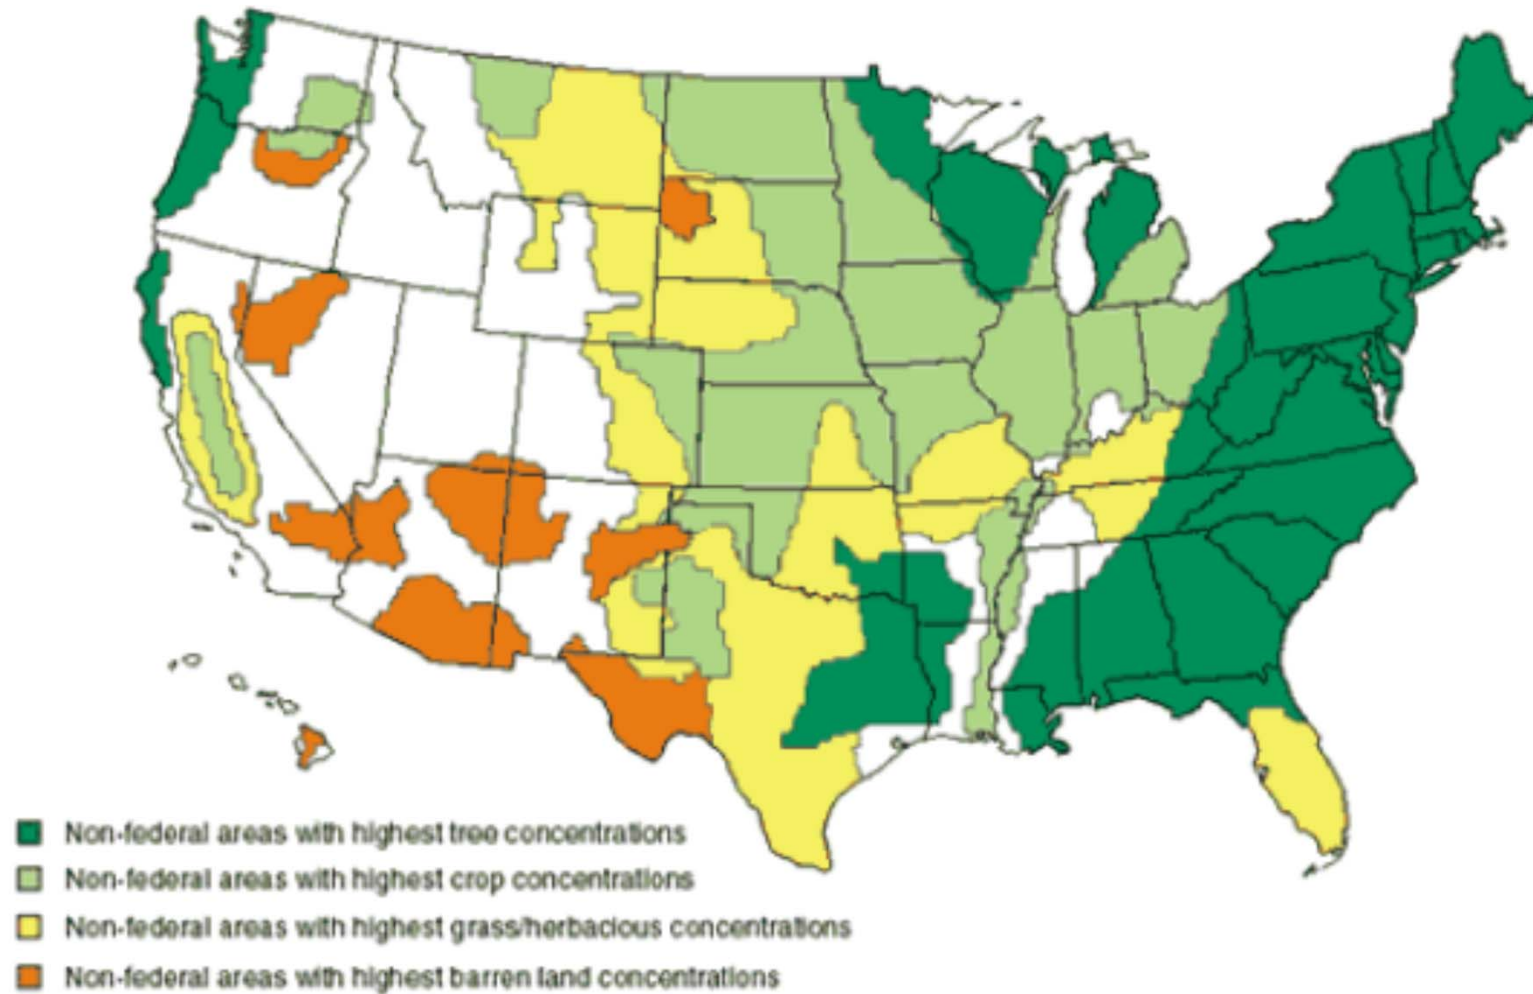 Non-federal areas with highest tree concentrations
Non-federal areas with highest crop concentrations
Non-federal areas with highest grass/herbacious concentrations
Non-federal areas with highest barren land concentrations